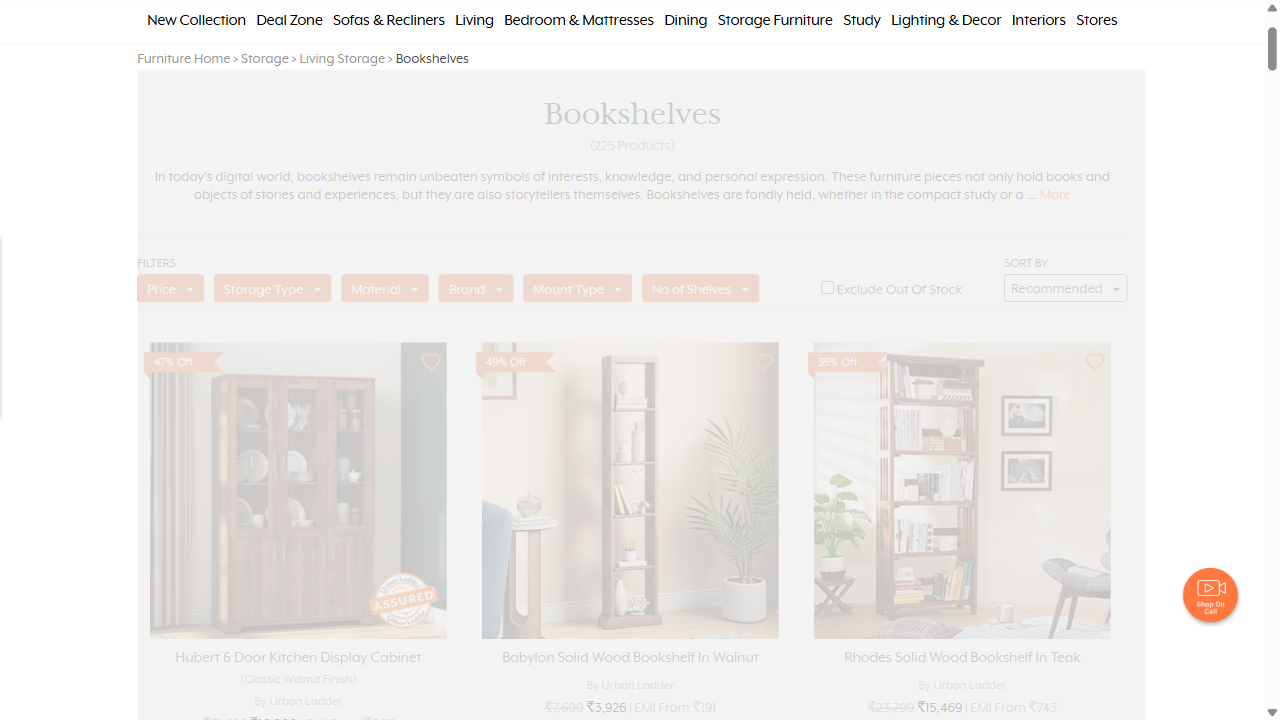 New Collection Deal Zone Sofas & Recliners Living Bedroom & Mattresses Dining Storage Furniture Study Lighting & Decor Interiors Stores
Furniture Home > Storage > Living Storage > Bookshelves
Bookshelves
(225 Products)
In today's digital world, bookshelves remain unbeaten symbols of interests, knowledge, and personal expression. These furniture pieces not only hold books and
objects of stories and experiences, but they are also storytellers themselves. Bookshelves are fondly held, whether in the compact study or a ... More
FILTERS
SORT BY
Price Storage Type Material Brand Mount Type No of Shelves
Exclude Out Of Stock
Recommended
47% Off
49% Off
35% Off
Urban Ladder
ASSURED
Urban Ladder
Shop On
Call
Hubert 6 Door Kitchen Display Cabinet
(Classic Walnut Finish)
By Urban Ladder
Babylon Solid Wood Bookshelf In Walnut
By Urban Ladder
₹7,699 ₹3,926 | EMI From ₹191
Rhodes Solid Wood Bookshelf In Teak
By Urban Ladder
₹23,799 ₹15,469 | EMI From ₹743